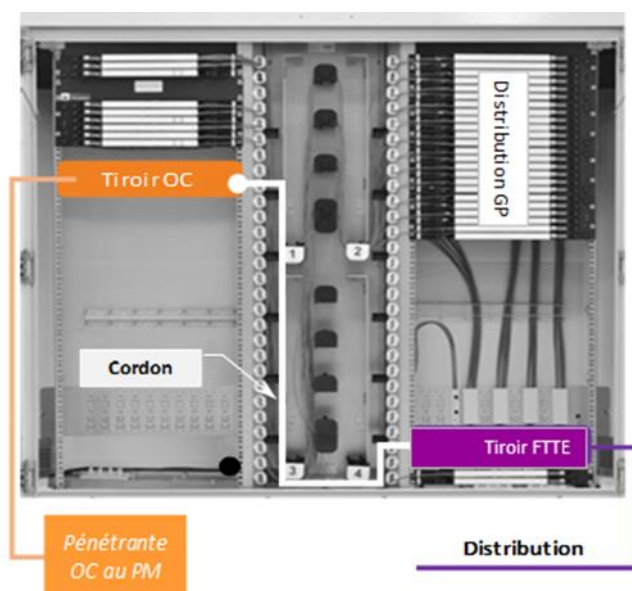 Tiroir OC
Distribution GP
1
2
Cordon
Tiroir FTTE
3
4
Pénétrante
OC au PM
Distribution